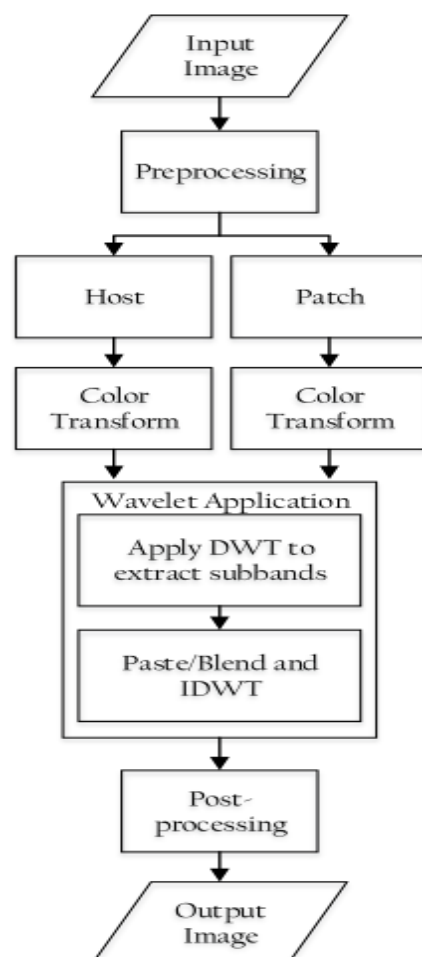 Input
Image
Preprocessing
Host
Patch
Color
Transform
Color
Transform
Wavelet Application
Apply DWT to
extract subbands
Paste/Blend and
IDWT
Post-
processing
Output
Image